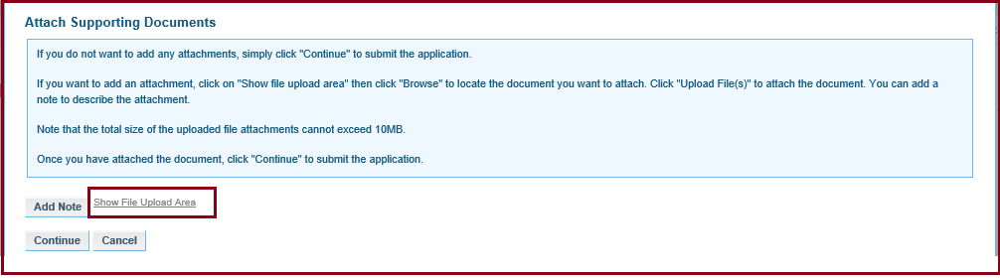 Attach Supporting Documents
If you do not want to add any attachments, simply click "Continue" to submit the application.
If you want to add an attachment, click on "Show file upload area" then click "Browse" to locate the document you want to attach. Click "Upload File(s)" to attach the document. You can add a
note to describe the attachment.
Note that the total size of the uploaded file attachments cannot exceed 10MB.
Once you have attached the document, click "Continue" to submit the application.
Add Note Show File Upload Area
Continue Cancel